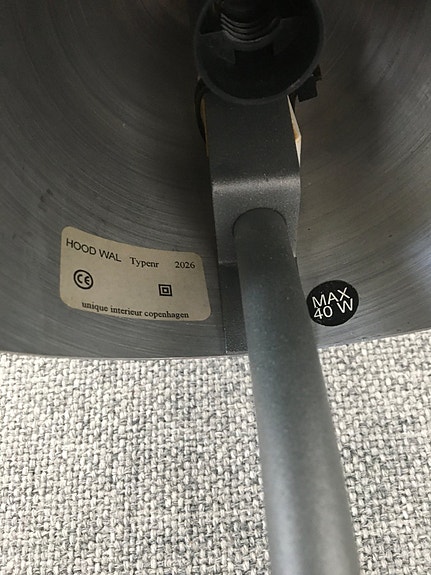 HOOD WAL Typenr 2026
CE
unique interieur copenhagen
MAX
40 W